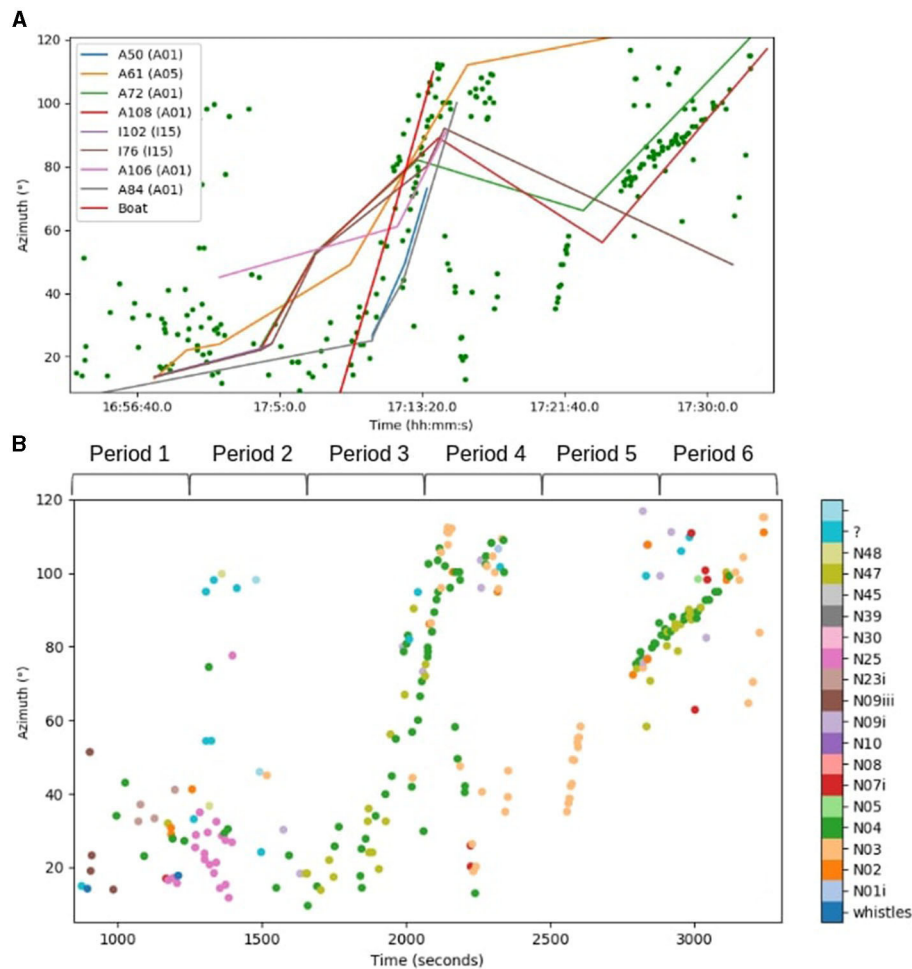 A
120
100
80
60
40
20
Azimuth (°)
A50 (A01)
A61 (A05)
A72 (A01)
A108 (A01)
I102 (I15)
I76 (I15)
A106 (A01)
A84 (A01)
Boat
16:56:40.0 17:5:00.0 17:13:20.0 17:21:40.0 17:30:0.0
Time (hh:mm:s)
B
Period 1 Period 2 Period 3 Period 4 Period 5 Period 6
120
100
80
60
40
20
Azimuth (°)
1000 1500 2000 2500 3000
Time (seconds)
?
N48
N47
N45
N39
N30
N25
N23i
N09iii
N09i
N10
N08
N07i
N05
N04
N03
N02
N01i
whistles